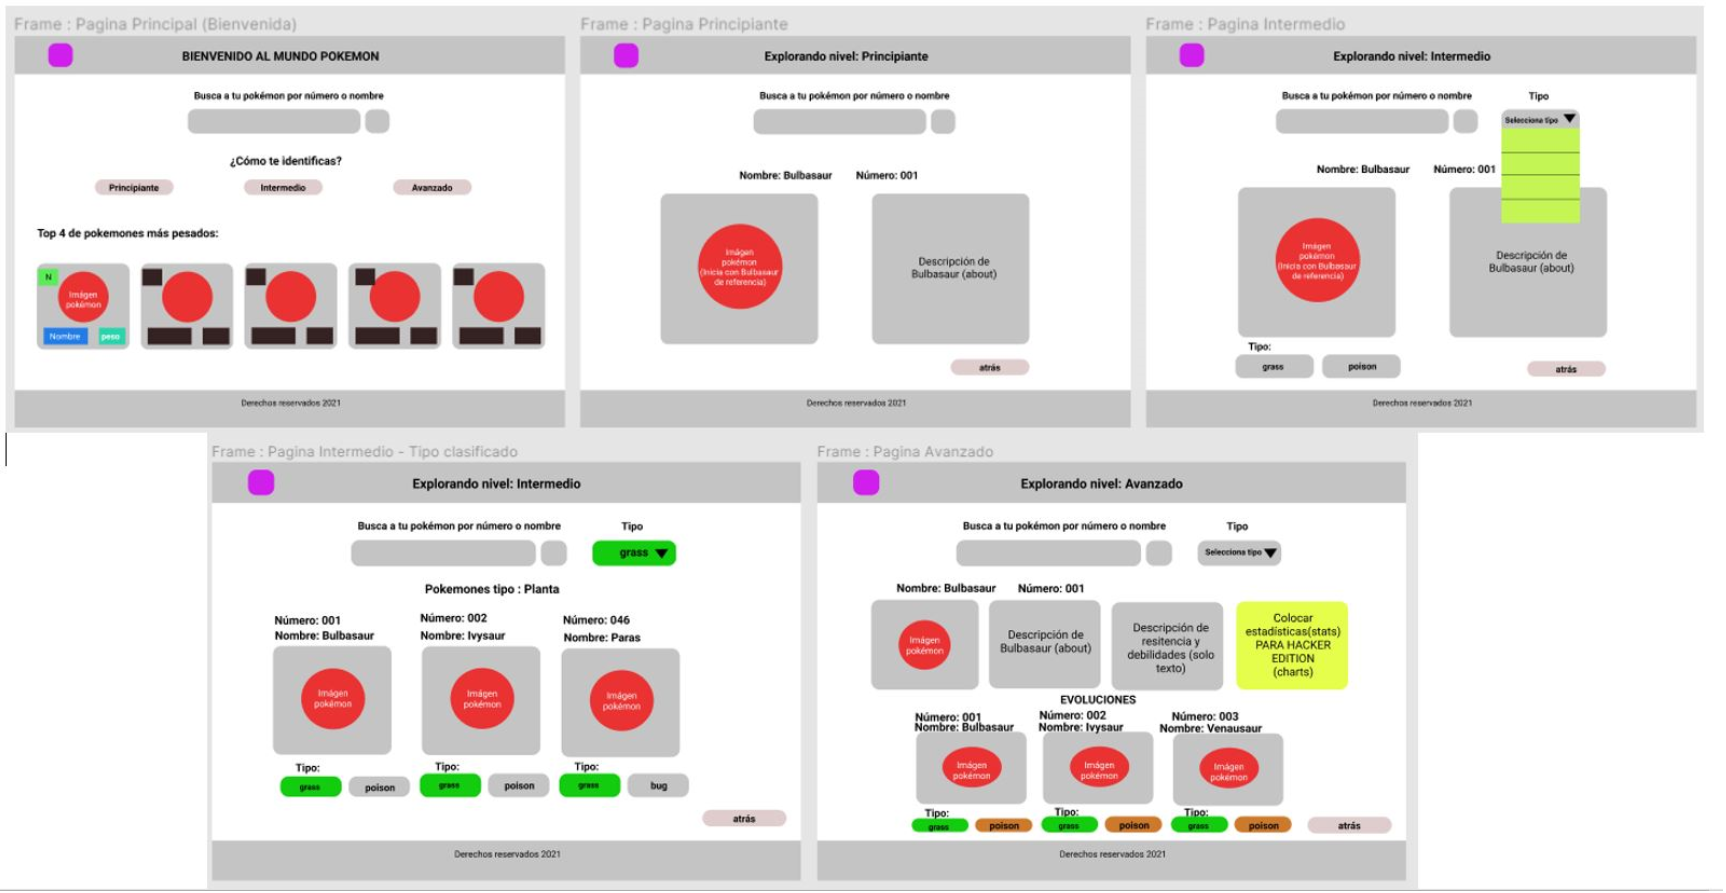 Frame : Pagina Principal (Bienvenida)
BIENVENIDO AL MUNDO POKEMON
Busca a tu pokémon por número o nombre
¿Cómo te identificas?
Principiante
Intermedio
Avanzado
Top 4 de pokemones más pesados:
N
Imágen
pokémon
Nombre
peso
Derechos reservados 2021
Frame : Pagina Principiante
Explorando nivel: Principiante
Busca a tu pokémon por número o nombre
Nombre: Bulbasaur
Número: 001
Imágen
pokémon
(Inicia con Bulbasaur
de referencia)
Descripción de
Bulbasaur (about)
atrás
Derechos reservados 2021
Frame : Pagina Intermedio
Explorando nivel: Intermedio
Busca a tu pokémon por número o nombre
Tipo
Selecciona tipo
Nombre: Bulbasaur
Número: 001
Imágen
pokémon
(Inicia con Bulbasaur
de referencia)
Descripción de
Bulbasaur (about)
Tipo:
grass
poison
atrás
Derechos reservados 2021
Frame : Pagina Intermedio - Tipo clasificado
Explorando nivel: Intermedio
Busca a tu pokémon por número o nombre
Tipo
grass
Pokemones tipo : Planta
Número: 001
Nombre: Bulbasaur
Imágen
pokémon
Tipo:
grass
poison
Número: 002
Nombre: Ivysaur
Imágen
pokémon
Tipo:
grass
poison
Número: 046
Nombre: Paras
Imágen
pokémon
Tipo:
grass
bug
atrás
Derechos reservados 2021
Frame : Pagina Avanzado
Explorando nivel: Avanzado
Busca a tu pokémon por número o nombre
Tipo
Selecciona tipo
Nombre: Bulbasaur
Número: 001
Imágen
pokémon
Descripción de
Bulbasaur (about)
Descripción de
resitencia y
debilidades (solo
texto)
Colocar
estadísticas(stats)
PARA HACKER
EDITION
(charts)
EVOLUCIONES
Número: 001
Nombre: Bulbasaur
Imágen
pokémon
Tipo:
grass
poison
Número: 002
Nombre: Ivysaur
Imágen
pokémon
Tipo:
grass
poison
Número: 003
Nombre: Venausaur
Imágen
pokémon
Tipo:
grass
poison
atrás
Derechos reservados 2021